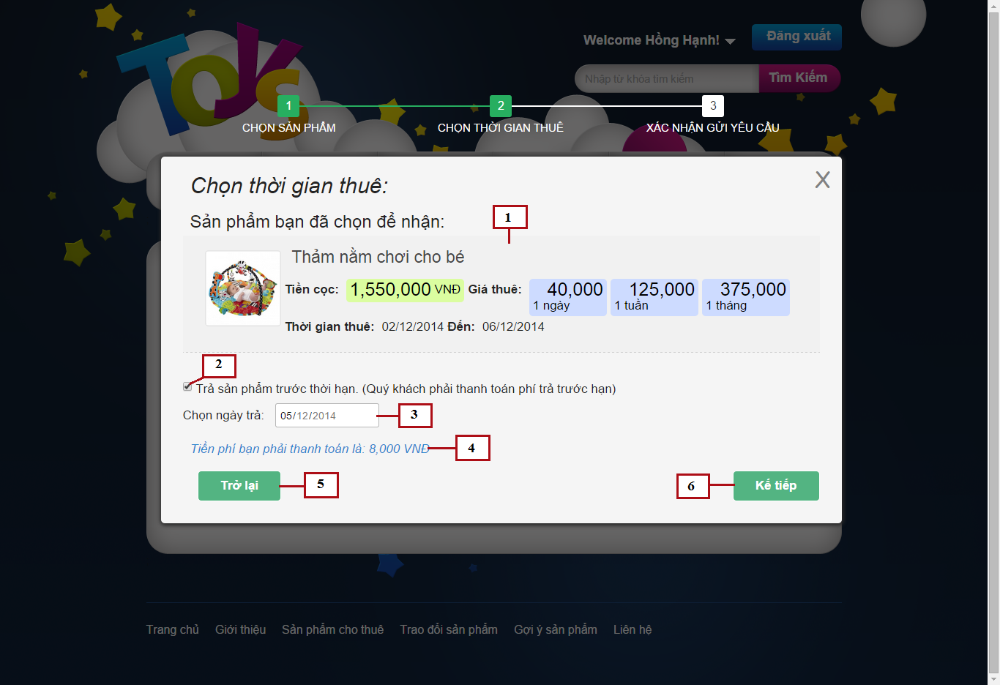 Toys
Welcome Hồng Hạnh!
Đăng xuất
Nhập từ khóa tìm kiếm
Tìm Kiếm
1
2
3
CHỌN SẢN PHẨM
CHỌN THỜI GIAN THUÊ
XÁC NHẬN GỬI YÊU CẦU
Chọn thời gian thuê:
X
Sản phẩm bạn đã chọn để nhận:
1
Thảm nằm chơi cho bé
Tiền cọc: 1,550,000 VNĐ Giá thuê: 40,000 125,000 375,000
1 ngày 1 tuần 1 tháng
Thời gian thuê: 02/12/2014 Đến: 06/12/2014
2
Trả sản phẩm trước thời hạn. (Quý khách phải thanh toán phí trả trước hạn)
Chọn ngày trả: 05/12/2014
3
Tiền phí bạn phải thanh toán là: 8,000 VNĐ
4
Trở lại
5
6
Kế tiếp
Trang chủ Giới thiệu Sản phẩm cho thuê Trao đổi sản phẩm Gợi ý sản phẩm Liên hệ